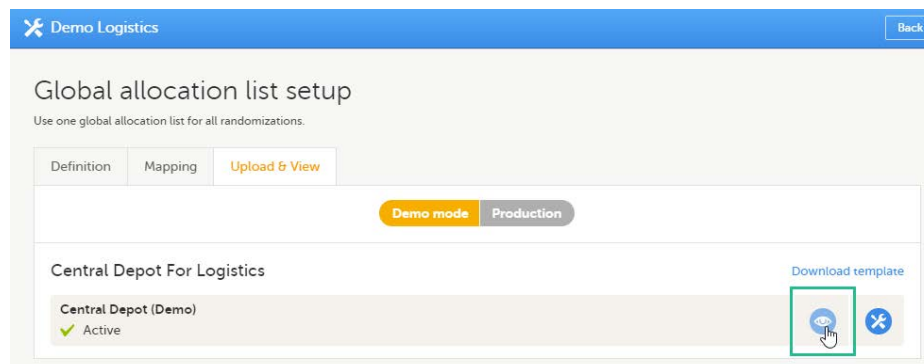 Demo Logistics
Back
Global allocation list setup
Use one global allocation list for all randomizations.
Definition Mapping Upload & View
Demo mode Production
Central Depot For Logistics
Download template
Central Depot (Demo)
Active